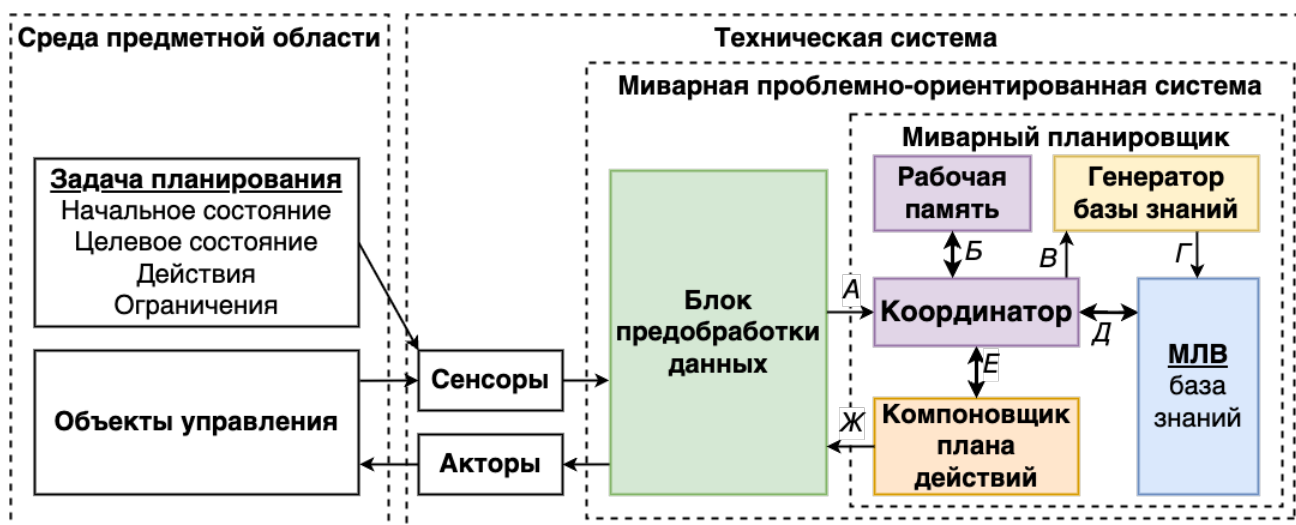 Среда предметной области
Техническая система
Миварная проблемно-ориентированная система
Миварный планировщик
Задача планирования
Начальное состояние
Целевое состояние
Действия
Ограничения
Объекты управления
Сенсоры
Акторы
Блок
предобработки
данных
Рабочая
память
Генератор
базы знаний
А
Б
В
Г
Координатор
Д
Е
Ж
МЛВ
база
знаний
Компоновщик
плана
действий